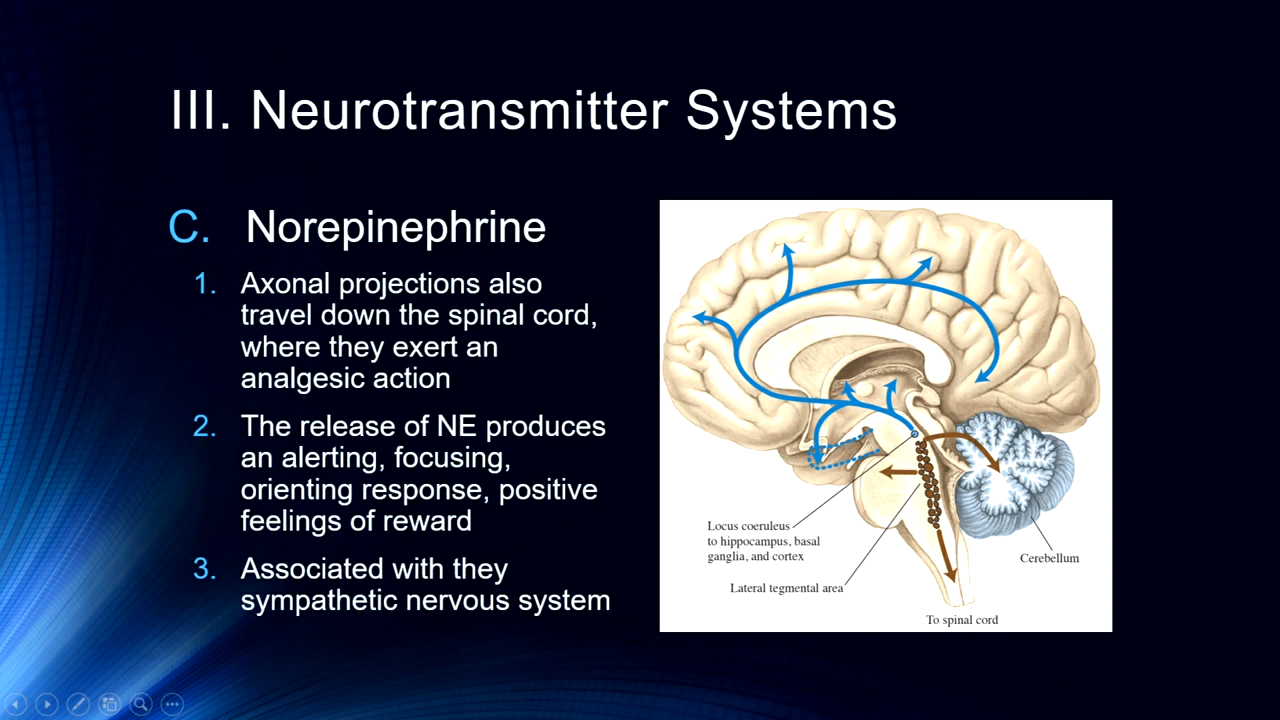 III. Neurotransmitter Systems
C. Norepinephrine
1. Axonal projections also
travel down the spinal cord,
where they exert an
analgesic action
2. The release of NE produces
an alerting, focusing,
orienting response, positive
feelings of reward
3. Associated with they
sympathetic nervous system
Locus coeruleus
to hippocampus, basal
ganglia, and cortex
Lateral tegmental area
Cerebellum
To spinal cord